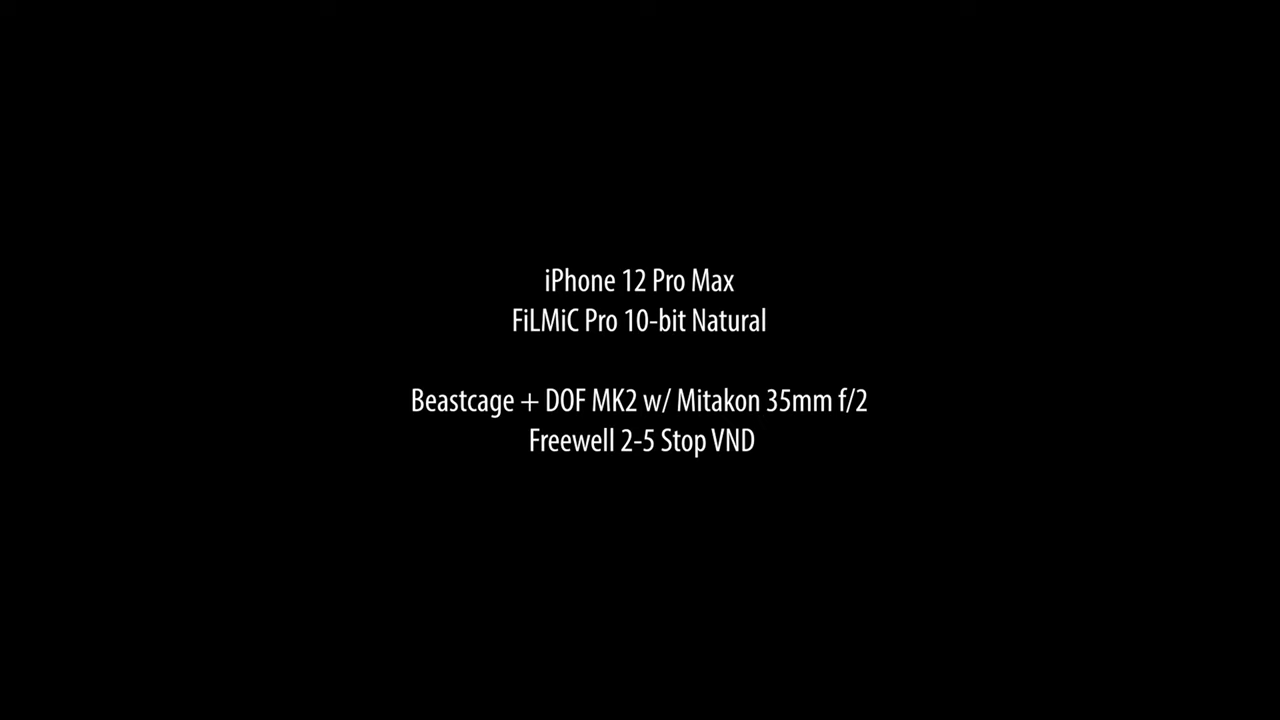 iPhone 12 Pro Max
FiLMiC Pro 10-bit Natural
Beastcage + DOF MK2 w/ Mitakon 35mm f/2
Freewell 2-5 Stop VND